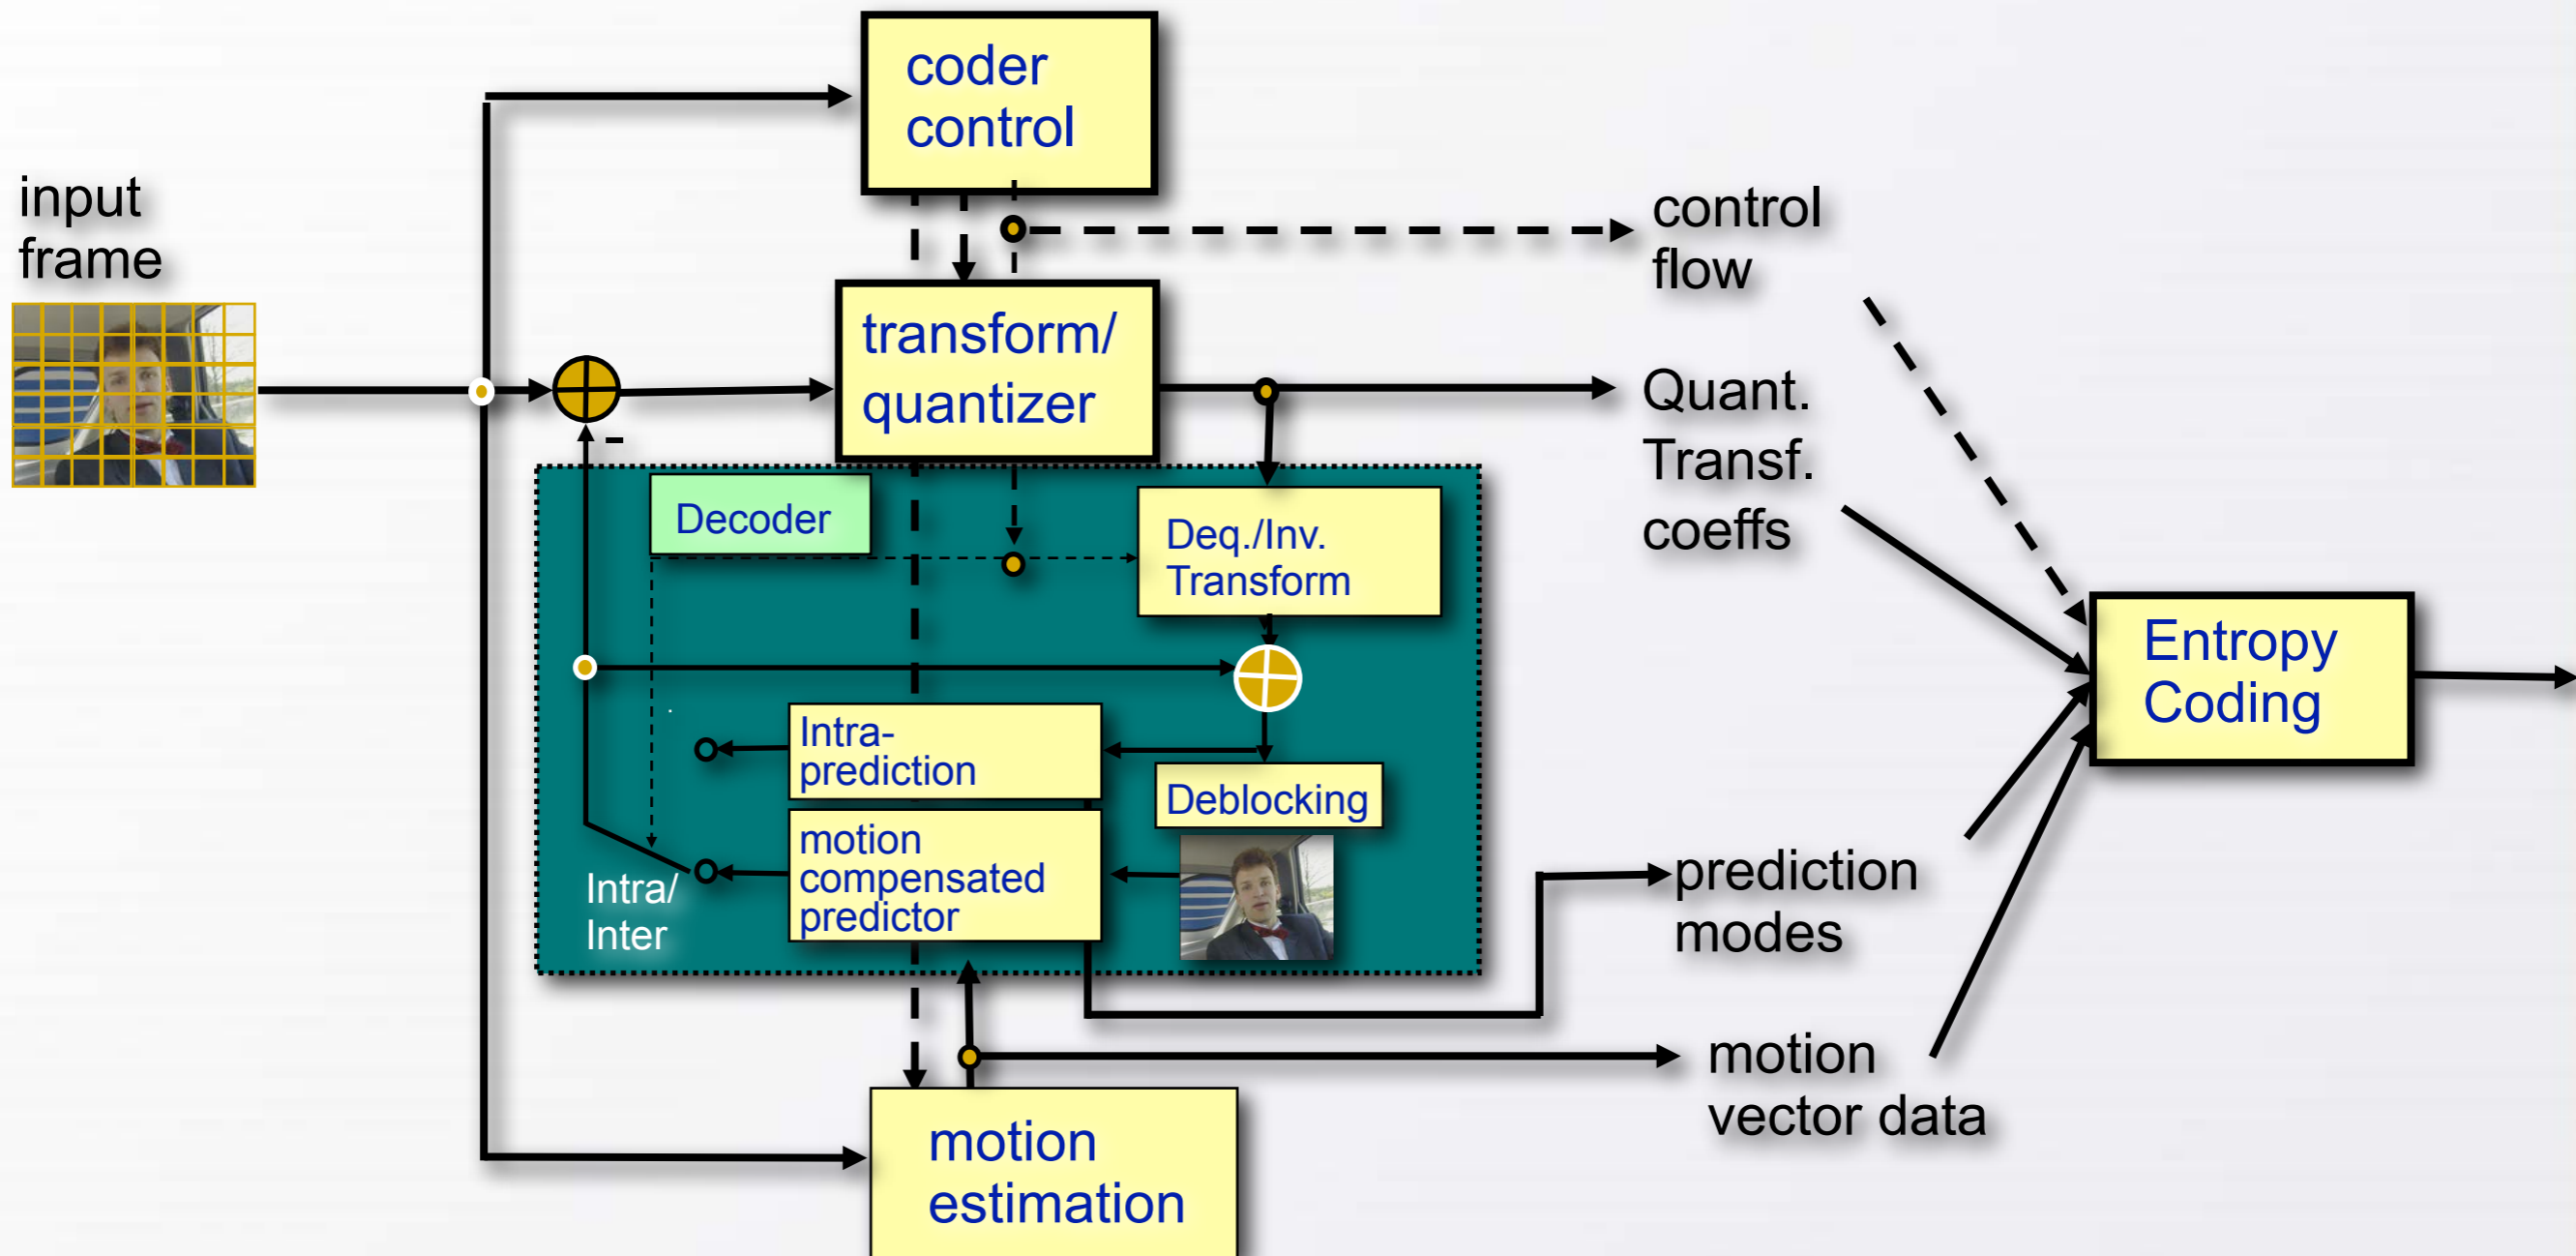 coder
control
input
frame
control
flow
transform/
quantizer
Quant.
Transf.
coeffs
-
Decoder
Deq./Inv.
Transform
Entropy
Coding
Intra-
prediction
Deblocking
motion
compensated
predictor
Intra/
Inter
prediction
modes
motion
vector data
motion
estimation